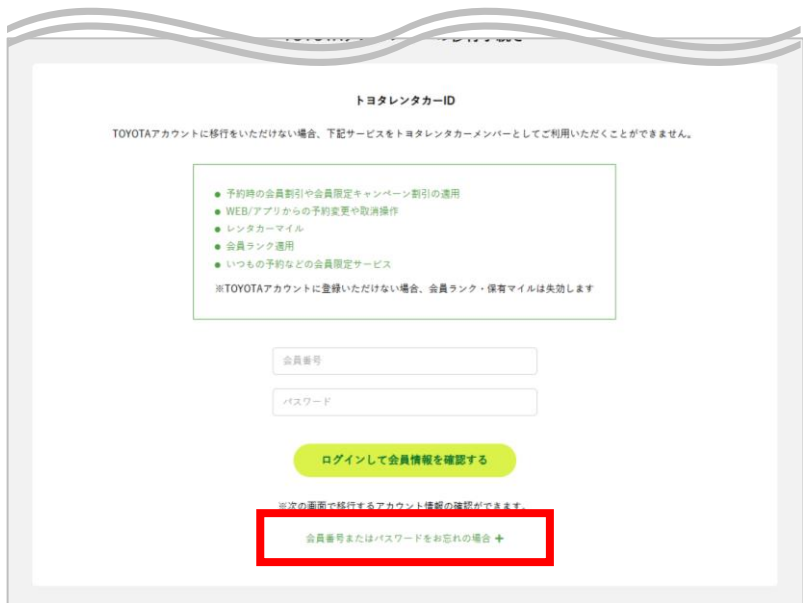 トヨタレンタカーID
TOYOTAアカウントに移行をいただけない場合、下記サービスをトヨタレンタカーメンバーとしてご利用いただくことができません。
● 予約時の会員割引や会員限定キャンペーン割引の適用
● WEB/アプリからの予約変更や取消操作
● レンタカーマイル
● 会員ランク適用
● いつもの予約などの会員限定サービス
※TOYOTAアカウントに登録いただけない場合、会員ランク・保有マイルは失効します
会員番号
パスワード
ログインして会員情報を確認する
※次の画面で移行するアカウント情報の確認ができます。
会員番号またはパスワードをお忘れの場合 +